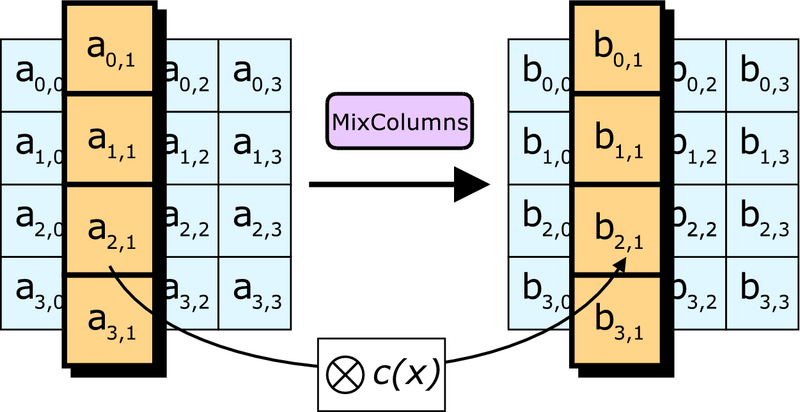 a0,0 a0,1 a0,2 a0,3
a1,0 a1,1 a1,2 a1,3
a2,0 a2,1 a2,2 a2,3
a3,0 a3,1 a3,2 a3,3
MixColumns
⊗ c(x)
b0,0 b0,1 b0,2 b0,3
b1,0 b1,1 b1,2 b1,3
b2,0 b2,1 b2,2 b2,3
b3,0 b3,1 b3,2 b3,3